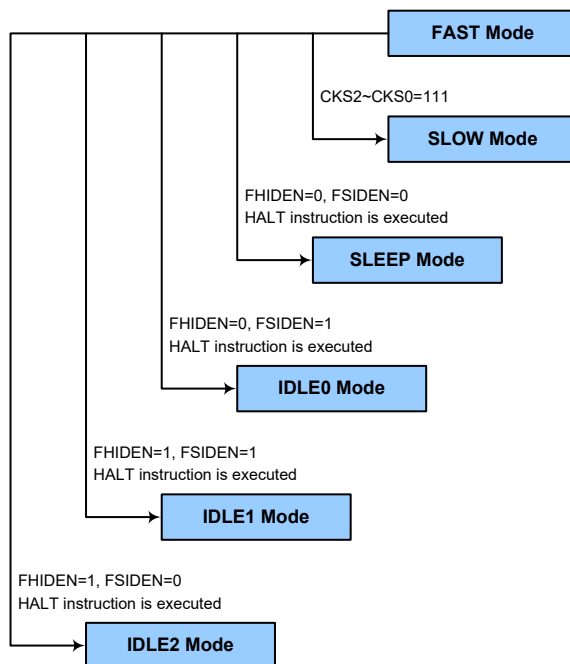 FAST Mode
CKS2~CKS0=111
SLOW Mode
FHIDEN=0, FSIDEN=0
HALT instruction is executed
SLEEP Mode
FHIDEN=0, FSIDEN=1
HALT instruction is executed
IDLE0 Mode
FHIDEN=1, FSIDEN=1
HALT instruction is executed
IDLE1 Mode
FHIDEN=1, FSIDEN=0
HALT instruction is executed
IDLE2 Mode